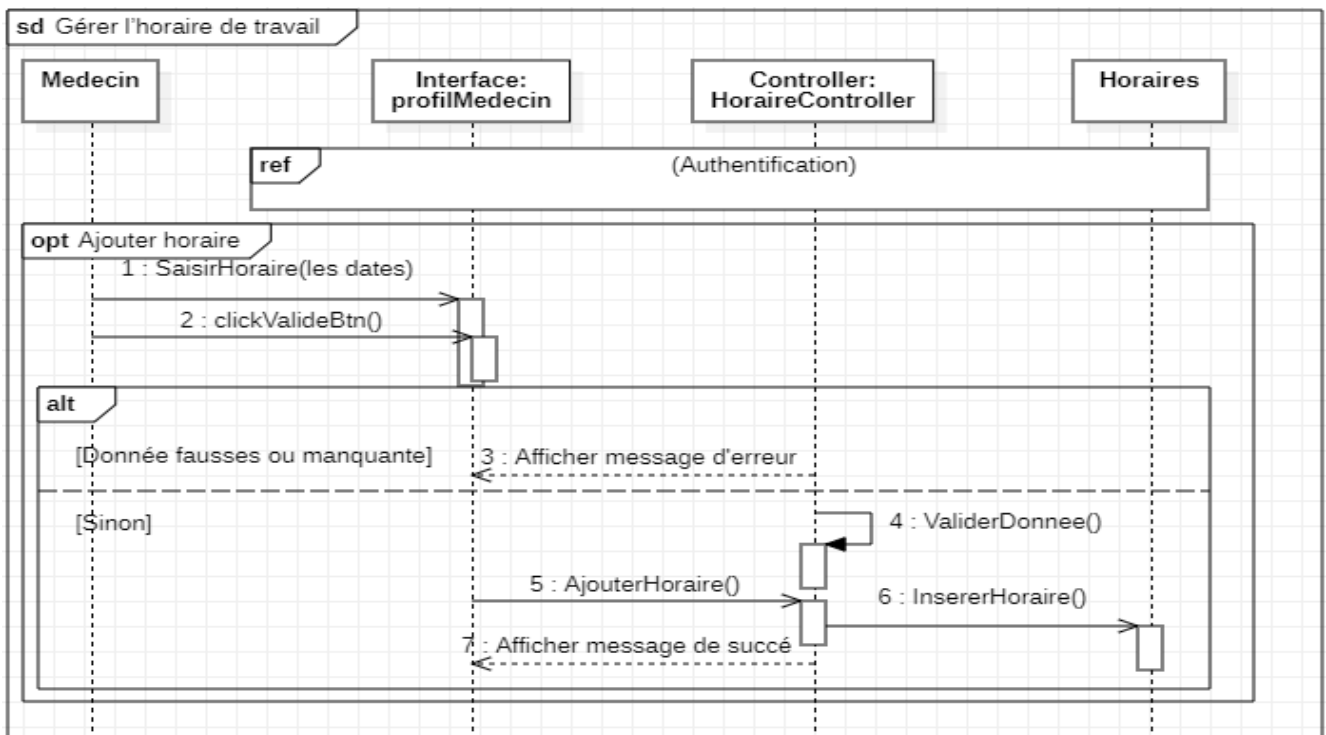 sd Gérer l'horaire de travail
Medecin
Interface:
profilMedecin
Controller:
HoraireController
Horaires
ref
(Authentification)
opt Ajouter horaire
1 : SaisirHoraire(les dates)
2 : clickValideBtn()
alt
[Donnée fausses ou manquante]
3 : Afficher message d'erreur
[Sinon]
4 : ValiderDonnee()
5 : AjouterHoraire()
6 : InsererHoraire()
7 : Afficher message de succé